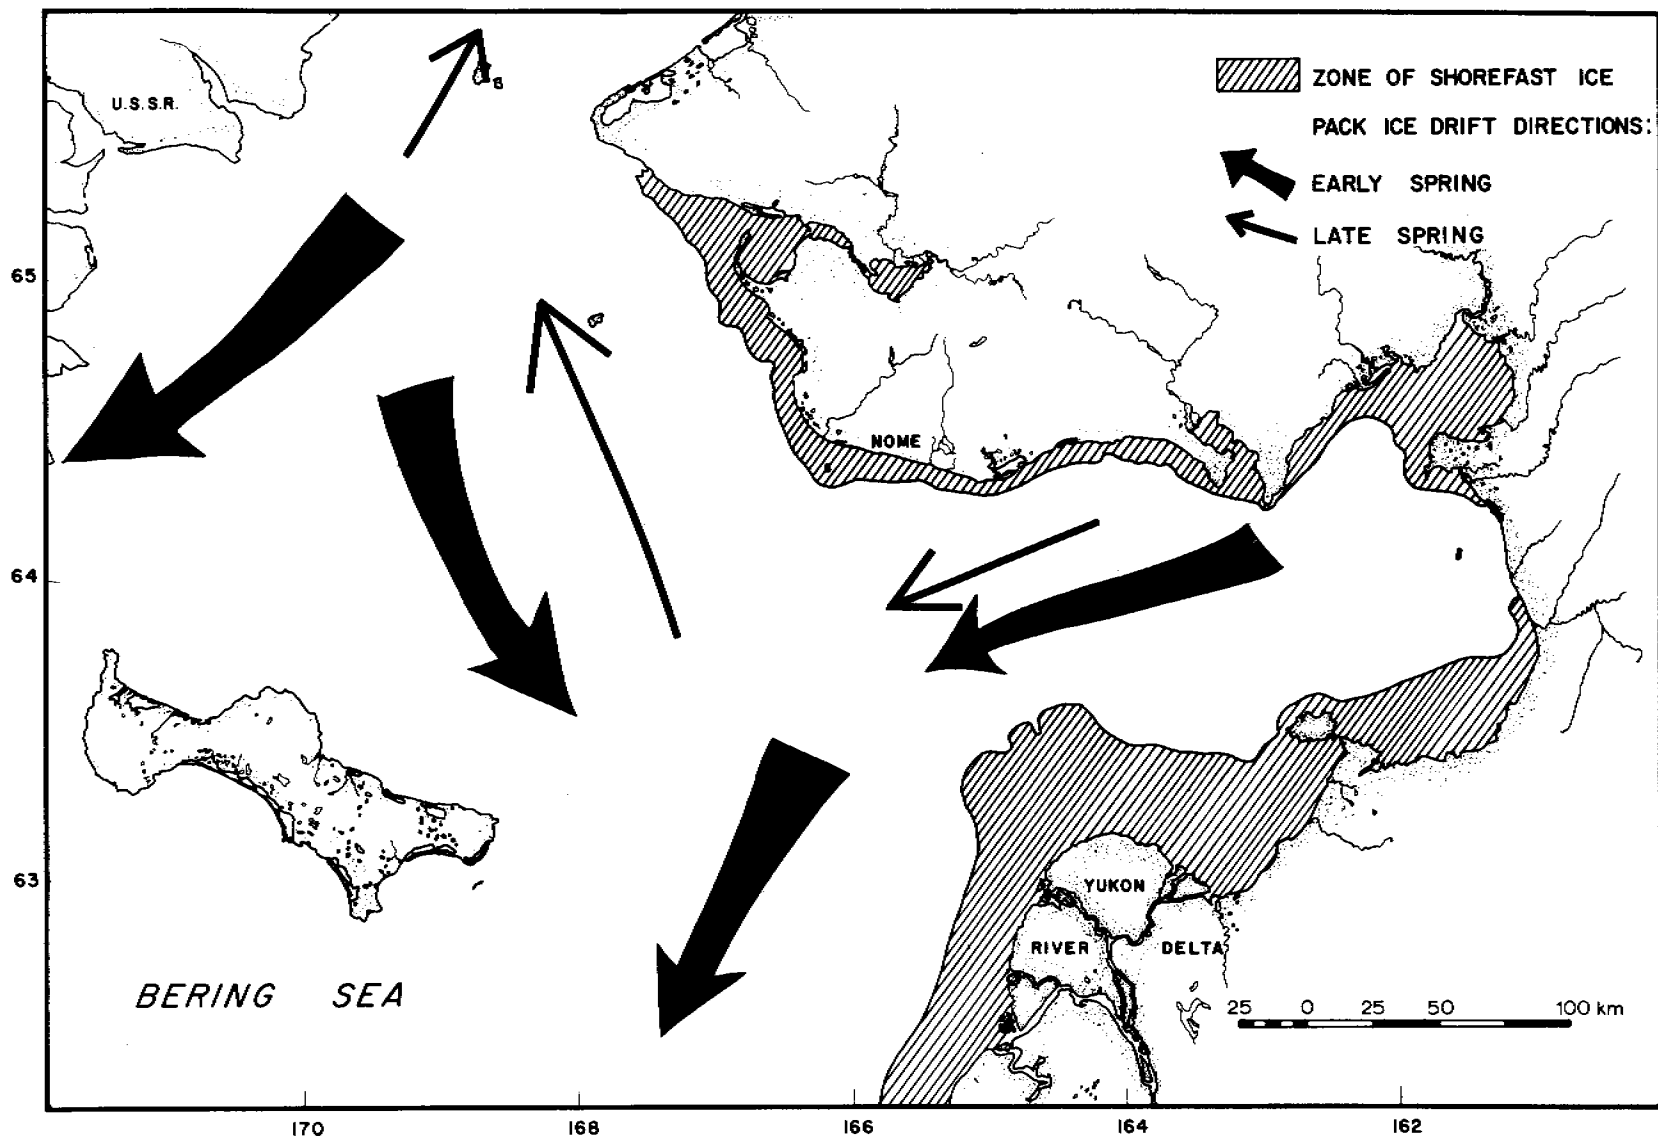 U.S.S.R.
ZONE OF SHOREFAST ICE
PACK ICE DRIFT DIRECTIONS:
EARLY SPRING
LATE SPRING
65
NOME
64
63
YUKON
RIVER DELTA
BERING SEA
25 0 25 50 100 km
170 168 166 164 162